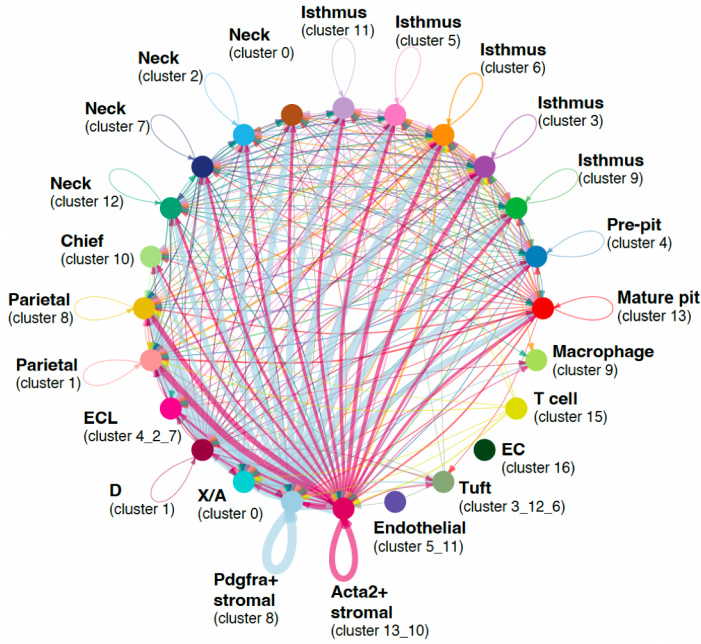 Isthmus
(cluster 11)
Isthmus
(cluster 5)
Neck
(cluster 0)
Isthmus
(cluster 6)
Neck
(cluster 2)
Isthmus
(cluster 3)
Neck
(cluster 7)
Isthmus
(cluster 9)
Neck
(cluster 12)
Pre-pit
(cluster 4)
Chief
(cluster 10)
Mature pit
(cluster 13)
Parietal
(cluster 8)
Macrophage
(cluster 9)
Parietal
(cluster 1)
T cell
(cluster 15)
ECL
(cluster 4_2_7)
EC
(cluster 16)
D
(cluster 1)
X/A
(cluster 0)
Tuft
(cluster 3_12_6)
Endothelial
(cluster 5_11)
Pdgfra+
stromal
(cluster 8)
Acta2+
stromal
(cluster 13_10)